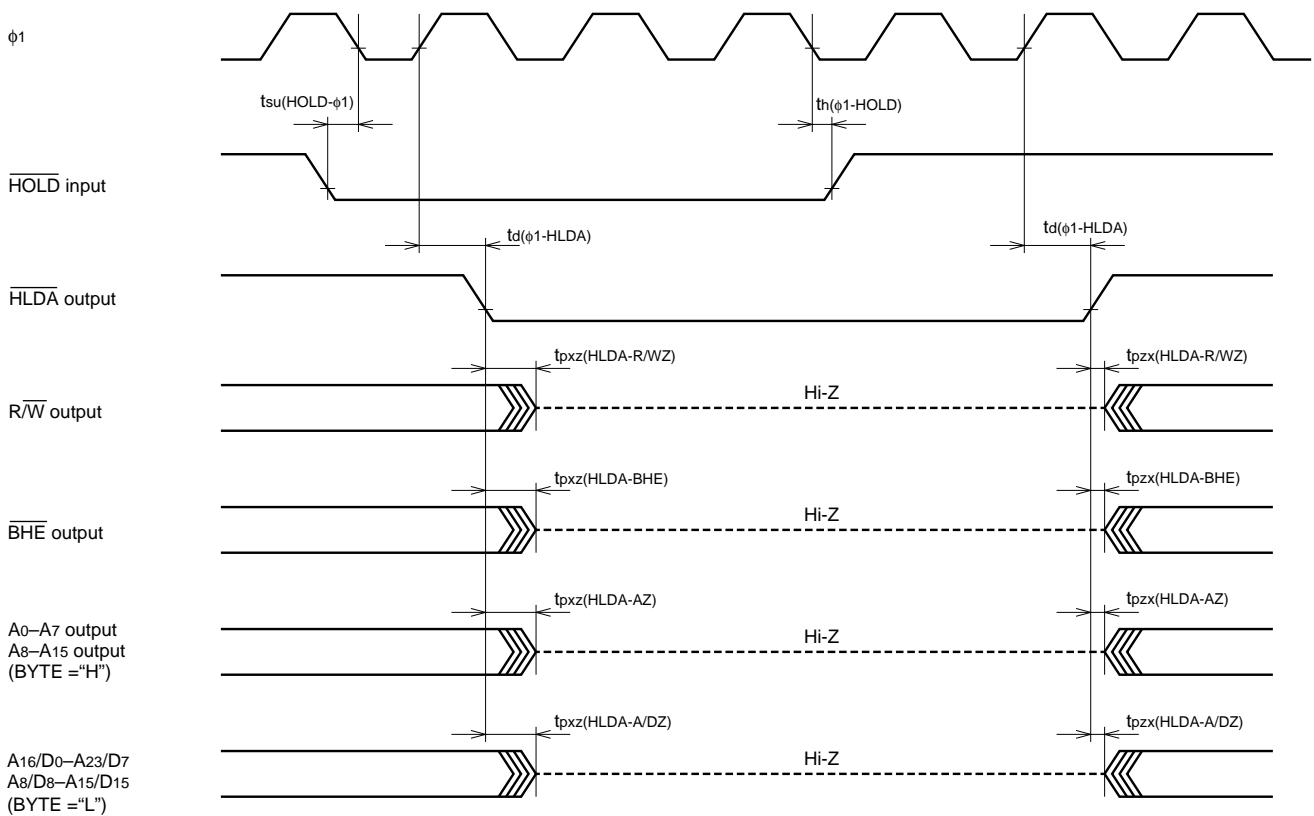 ϕ1
tsu(HOLD-ϕ1)
th(ϕ1-HOLD)
HOLD input
td(ϕ1-HLDA)
td(ϕ1-HLDA)
HLDA output
tpxz(HLDA-R/WZ)
tpzx(HLDA-R/WZ)
R/W output
Hi-Z
tpxz(HLDA-BHE)
tpzx(HLDA-BHE)
BHE output
Hi-Z
tpxz(HLDA-AZ)
tpzx(HLDA-AZ)
A0–A7 output
A8–A15 output
(BYTE =“H”)
Hi-Z
tpxz(HLDA-A/DZ)
tpzx(HLDA-A/DZ)
A16/D0–A23/D7
A8/D8–A15/D15
(BYTE =“L”)
Hi-Z